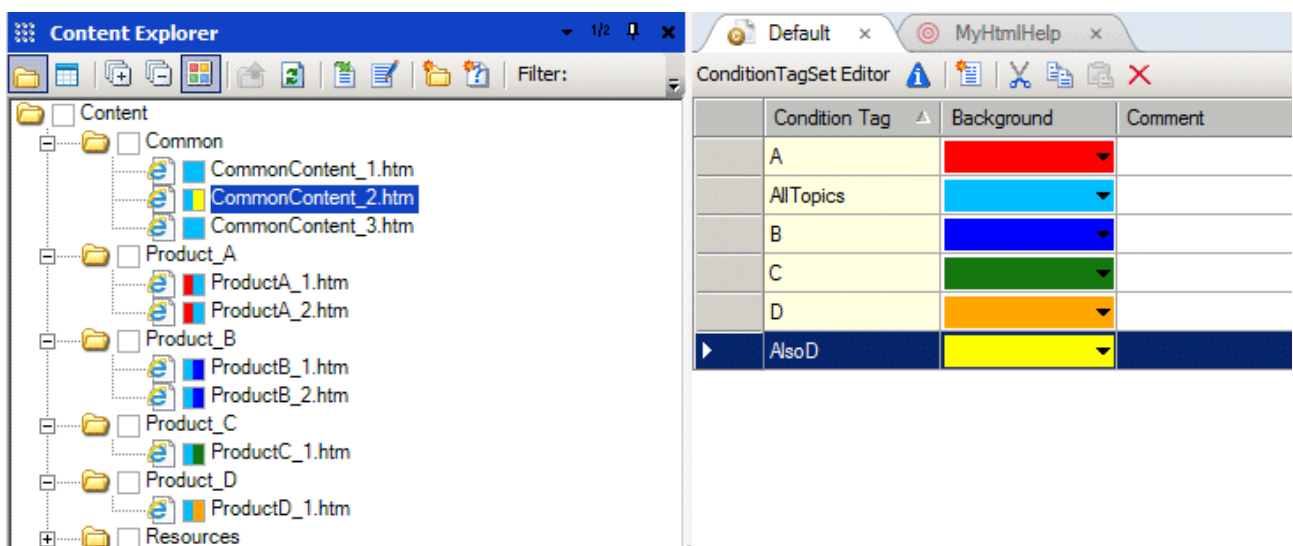 Content Explorer
1/2
Filter:
Content
Common
CommonContent_1.htm
CommonContent_2.htm
CommonContent_3.htm
Product_A
ProductA_1.htm
ProductA_2.htm
Product_B
ProductB_1.htm
ProductB_2.htm
Product_C
ProductC_1.htm
Product_D
ProductD_1.htm
Resources
Default
MyHtmlHelp
ConditionTagSet Editor
Condition Tag Background Comment
A
AllTopics
B
C
D
AlsoD